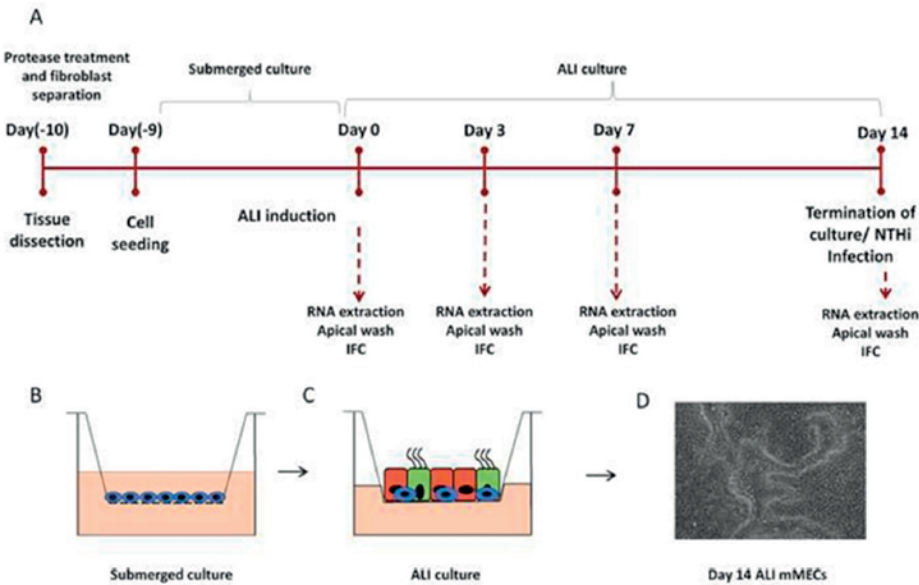 A
Protease treatment
and fibroblast
separation
Submerged culture
ALI culture
Day(-10)
Day(-9)
Day 0
Day 3
Day 7
Day 14
Tissue
dissection
Cell
seeding
ALI induction
Termination of
culture/ NTHi
Infection
RNA extraction
Apical wash
IFC
RNA extraction
Apical wash
IFC
RNA extraction
Apical wash
IFC
RNA extraction
Apical wash
IFC
B
C
D
Submerged culture
ALI culture
Day 14 ALI mMECs